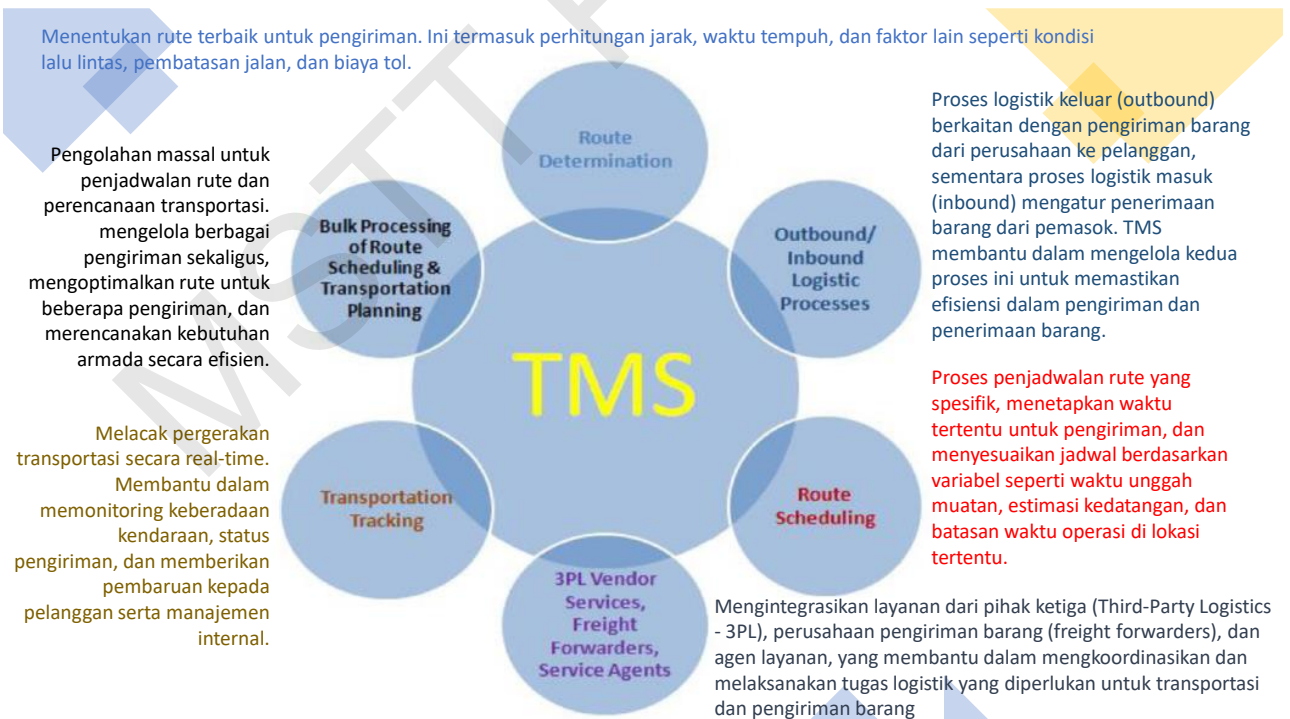 Menentukan rute terbaik untuk pengiriman. Ini termasuk perhitungan jarak, waktu tempuh, dan faktor lain seperti kondisi
lalu lintas, pembatasan jalan, dan biaya tol.
Route
Determination
Proses logistik keluar (outbound)
berkaitan dengan pengiriman barang
dari perusahaan ke pelanggan,
sementara proses logistik masuk
(inbound) mengatur penerimaan
barang dari pemasok. TMS
membantu dalam mengelola kedua
proses ini untuk memastikan
efisiensi dalam pengiriman dan
penerimaan barang.
Pengolahan massal untuk
penjadwalan rute dan
perencanaan transportasi.
mengelola berbagai
pengiriman sekaligus,
mengoptimalkan rute untuk
beberapa pengiriman, dan
merencanakan kebutuhan
armada secara efisien.
Bulk Processing
of Route
Scheduling &
Transportation
Planning
Outbound/
Inbound
Logistic
Processes
TMS
Proses penjadwalan rute yang
spesifik, menetapkan waktu
tertentu untuk pengiriman, dan
menyesuaikan jadwal berdasarkan
variabel seperti waktu unggah
muatan, estimasi kedatangan, dan
batasan waktu operasi di lokasi
tertentu.
Melacak pergerakan
transportasi secara real-time.
Membantu dalam
memonitoring keberadaan
kendaraan, status
pengiriman, dan memberikan
pembaruan kepada
pelanggan serta manajemen
internal.
Transportation
Tracking
Route
Scheduling
3PL Vendor
Services,
Freight
Forwarders,
Service Agents
Mengintegrasikan layanan dari pihak ketiga (Third-Party Logistics
- 3PL), perusahaan pengiriman barang (freight forwarders), dan
agen layanan, yang membantu dalam mengkoordinasikan dan
melaksanakan tugas logistik yang diperlukan untuk transportasi
dan pengiriman barang
MSTT